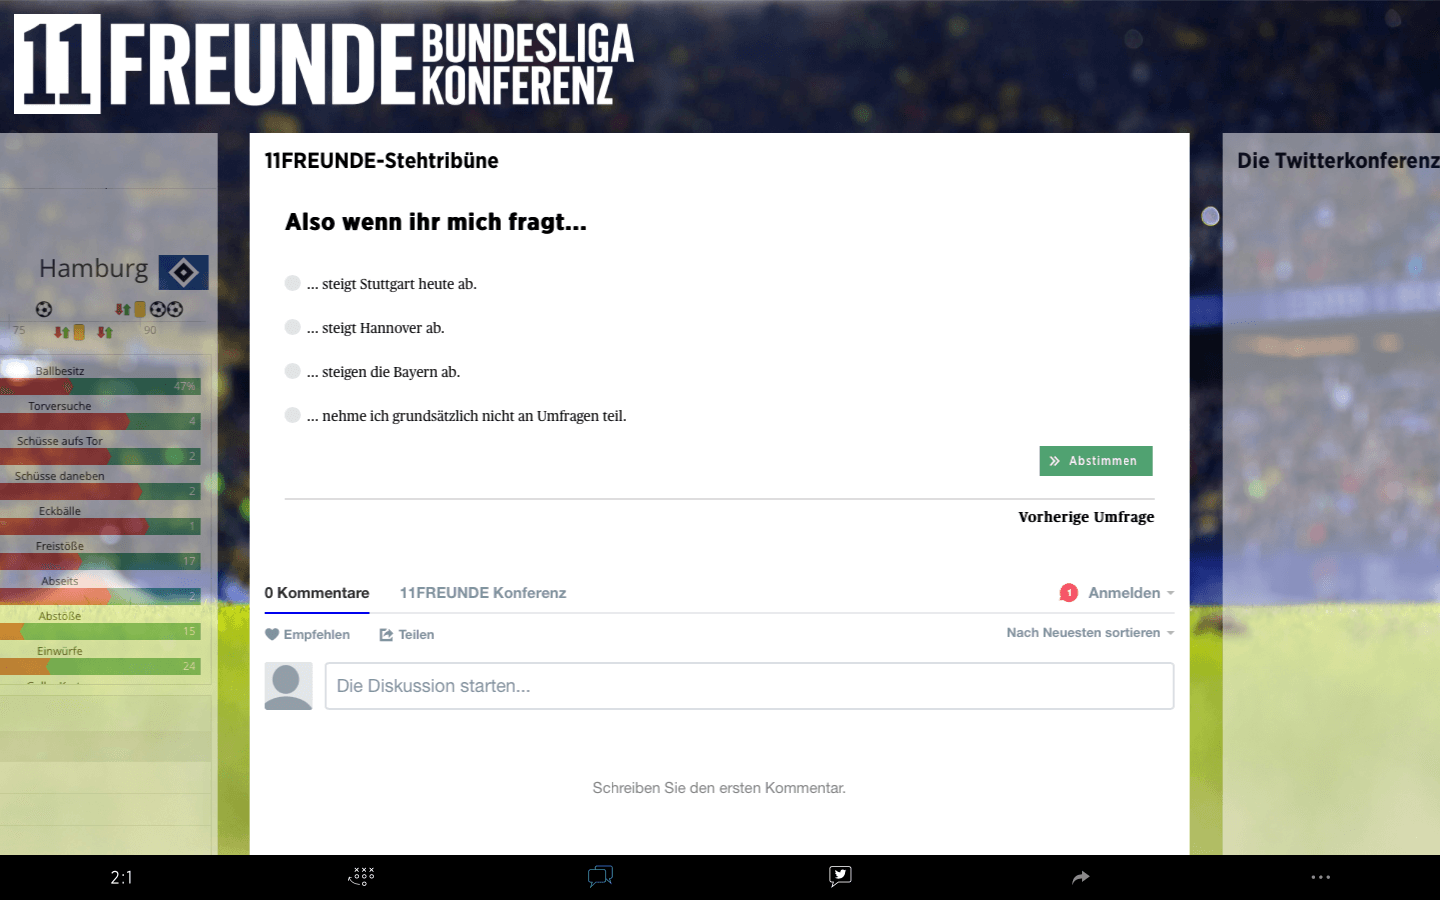 11FREUNDE BUNDESLIGA KONFERENZ
Hamburg
75 90
Ballbesitz
47%
Torversuche
4
Schüsse aufs Tor
2
Schüsse daneben
2
Eckbälle
1
Freistöße
17
Abseits
2
Abstöße
15
Einwürfe
24
11FREUNDE-Stehtribüne
Also wenn ihr mich fragt...
... steigt Stuttgart heute ab.
... steigt Hannover ab.
... steigen die Bayern ab.
... nehme ich grundsätzlich nicht an Umfragen teil.
Abstimmen
Vorherige Umfrage
0 Kommentare 11FREUNDE Konferenz 1 Anmelden
Empfehlen Teilen Nach Neuesten sortieren
Die Diskussion starten...
Schreiben Sie den ersten Kommentar.
Die Twitterkonferenz
2:1